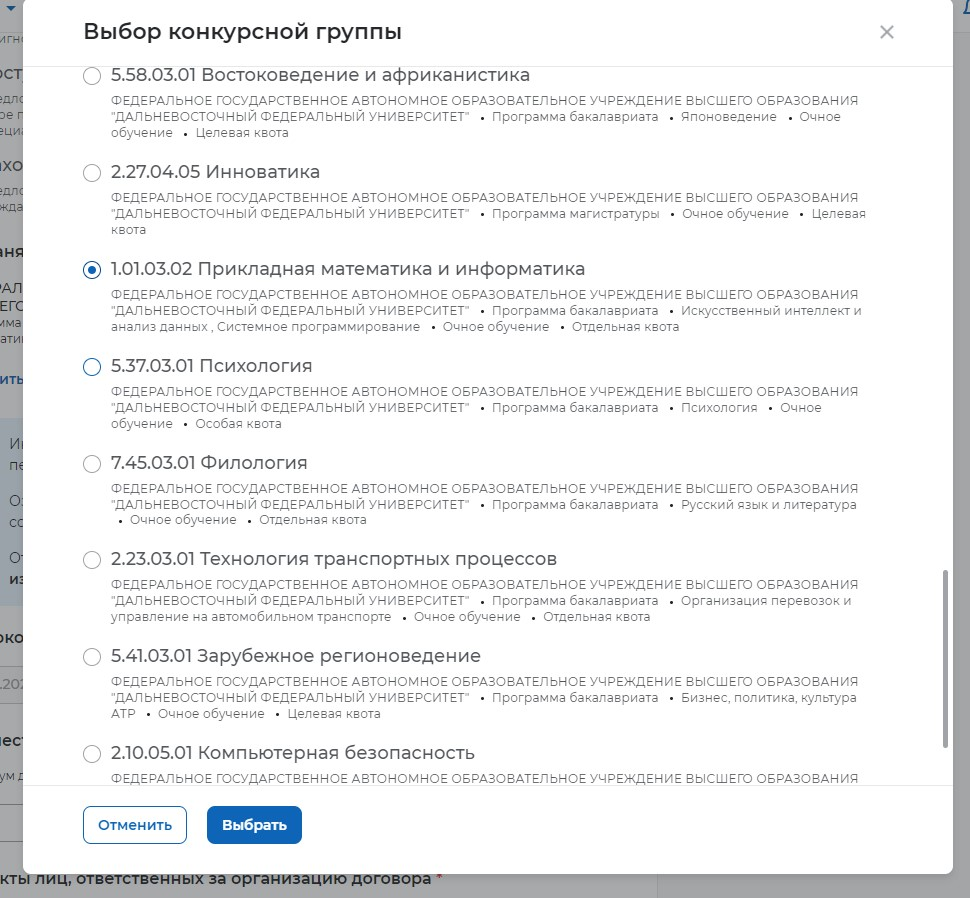 Выбор конкурсной группы
5.58.03.01 Востоковедение и африканистика
ФЕДЕРАЛЬНОЕ ГОСУДАРСТВЕННОЕ АВТОНОМНОЕ ОБРАЗОВАТЕЛЬНОЕ УЧРЕЖДЕНИЕ ВЫСШЕГО ОБРАЗОВАНИЯ
"ДАЛЬНЕВОСТОЧНЫЙ ФЕДЕРАЛЬНЫЙ УНИВЕРСИТЕТ" • Программа бакалавриата • Японоведение • Очное
обучение • Целевая квота
2.27.04.05 Инноватика
ФЕДЕРАЛЬНОЕ ГОСУДАРСТВЕННОЕ АВТОНОМНОЕ ОБРАЗОВАТЕЛЬНОЕ УЧРЕЖДЕНИЕ ВЫСШЕГО ОБРАЗОВАНИЯ
"ДАЛЬНЕВОСТОЧНЫЙ ФЕДЕРАЛЬНЫЙ УНИВЕРСИТЕТ" • Программа магистратуры • Очное обучение • Целевая
квота
1.01.03.02 Прикладная математика и информатика
ФЕДЕРАЛЬНОЕ ГОСУДАРСТВЕННОЕ АВТОНОМНОЕ ОБРАЗОВАТЕЛЬНОЕ УЧРЕЖДЕНИЕ ВЫСШЕГО ОБРАЗОВАНИЯ
"ДАЛЬНЕВОСТОЧНЫЙ ФЕДЕРАЛЬНЫЙ УНИВЕРСИТЕТ" • Программа бакалавриата • Искусственный интеллект и
анализ данных , Системное программирование • Очное обучение • Отдельная квота
5.37.03.01 Психология
ФЕДЕРАЛЬНОЕ ГОСУДАРСТВЕННОЕ АВТОНОМНОЕ ОБРАЗОВАТЕЛЬНОЕ УЧРЕЖДЕНИЕ ВЫСШЕГО ОБРАЗОВАНИЯ
"ДАЛЬНЕВОСТОЧНЫЙ ФЕДЕРАЛЬНЫЙ УНИВЕРСИТЕТ" • Программа бакалавриата • Психология • Очное
обучение • Особая квота
7.45.03.01 Филология
ФЕДЕРАЛЬНОЕ ГОСУДАРСТВЕННОЕ АВТОНОМНОЕ ОБРАЗОВАТЕЛЬНОЕ УЧРЕЖДЕНИЕ ВЫСШЕГО ОБРАЗОВАНИЯ
"ДАЛЬНЕВОСТОЧНЫЙ ФЕДЕРАЛЬНЫЙ УНИВЕРСИТЕТ" • Программа бакалавриата • Русский язык и литература
• Очное обучение • Отдельная квота
2.23.03.01 Технология транспортных процессов
ФЕДЕРАЛЬНОЕ ГОСУДАРСТВЕННОЕ АВТОНОМНОЕ ОБРАЗОВАТЕЛЬНОЕ УЧРЕЖДЕНИЕ ВЫСШЕГО ОБРАЗОВАНИЯ
"ДАЛЬНЕВОСТОЧНЫЙ ФЕДЕРАЛЬНЫЙ УНИВЕРСИТЕТ" • Программа бакалавриата • Организация перевозок и
управление на автомобильном транспорте • Очное обучение • Отдельная квота
5.41.03.01 Зарубежное регионоведение
ФЕДЕРАЛЬНОЕ ГОСУДАРСТВЕННОЕ АВТОНОМНОЕ ОБРАЗОВАТЕЛЬНОЕ УЧРЕЖДЕНИЕ ВЫСШЕГО ОБРАЗОВАНИЯ
"ДАЛЬНЕВОСТОЧНЫЙ ФЕДЕРАЛЬНЫЙ УНИВЕРСИТЕТ" • Программа бакалавриата • Бизнес, политика, культура
АТР • Очное обучение • Целевая квота
2.10.05.01 Компьютерная безопасность
ФЕДЕРАЛЬНОЕ ГОСУДАРСТВЕННОЕ АВТОНОМНОЕ ОБРАЗОВАТЕЛЬНОЕ УЧРЕЖДЕНИЕ ВЫСШЕГО ОБРАЗОВАНИЯ
Отменить Выбрать
кты лиц, ответственных за организацию договора *